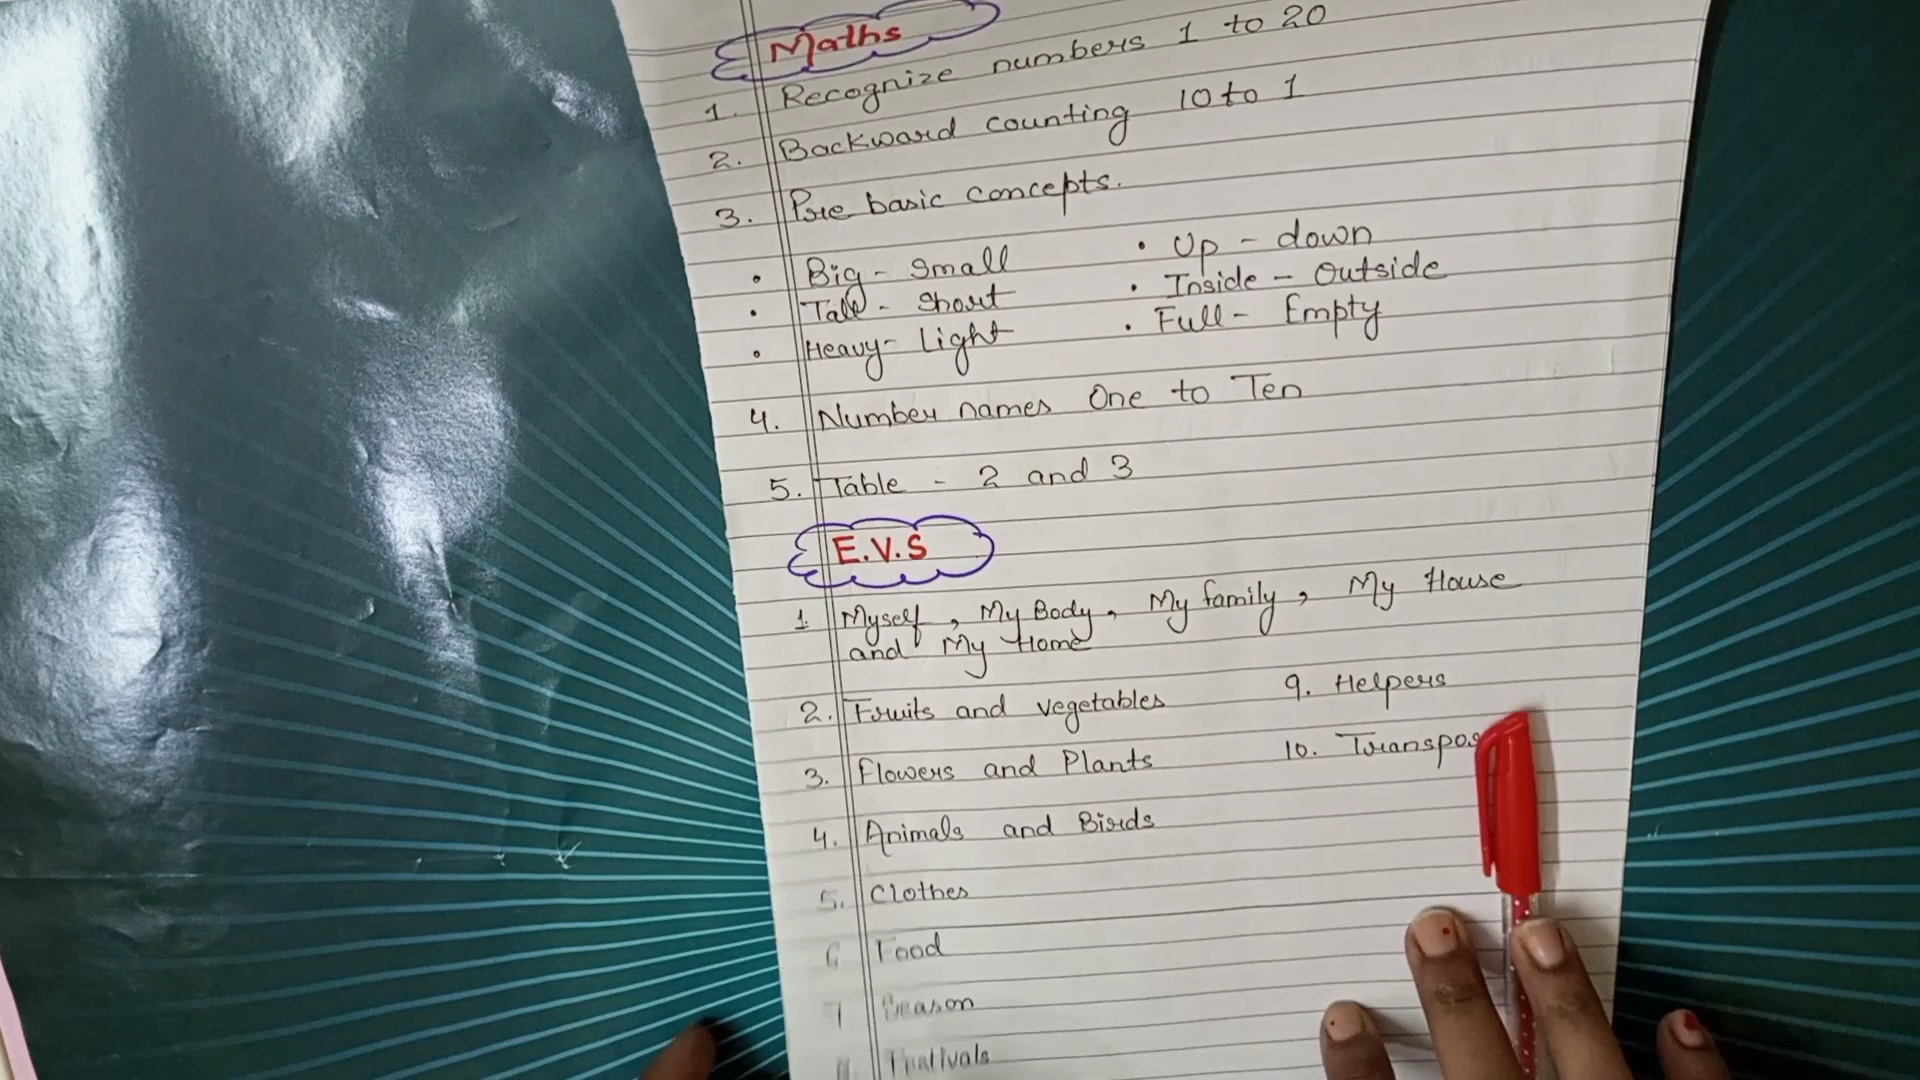 Maths
1. Recognize numbers 1 to 20
2. Backward counting 10 to 1
3. Pre basic concepts.
• Big - Small • Up - down
• Tall - Short • Inside - Outside
• Heavy - Light • Full - Empty
4. Number names One to Ten
5. Table - 2 and 3
E.V.S
1. Myself, My Body, My family, My House
and My Home
2. Fruits and vegetables 9. Helpers
3. Flowers and Plants 10.
4. Animals and Birds
5. Clothes
6 Food
7 Season